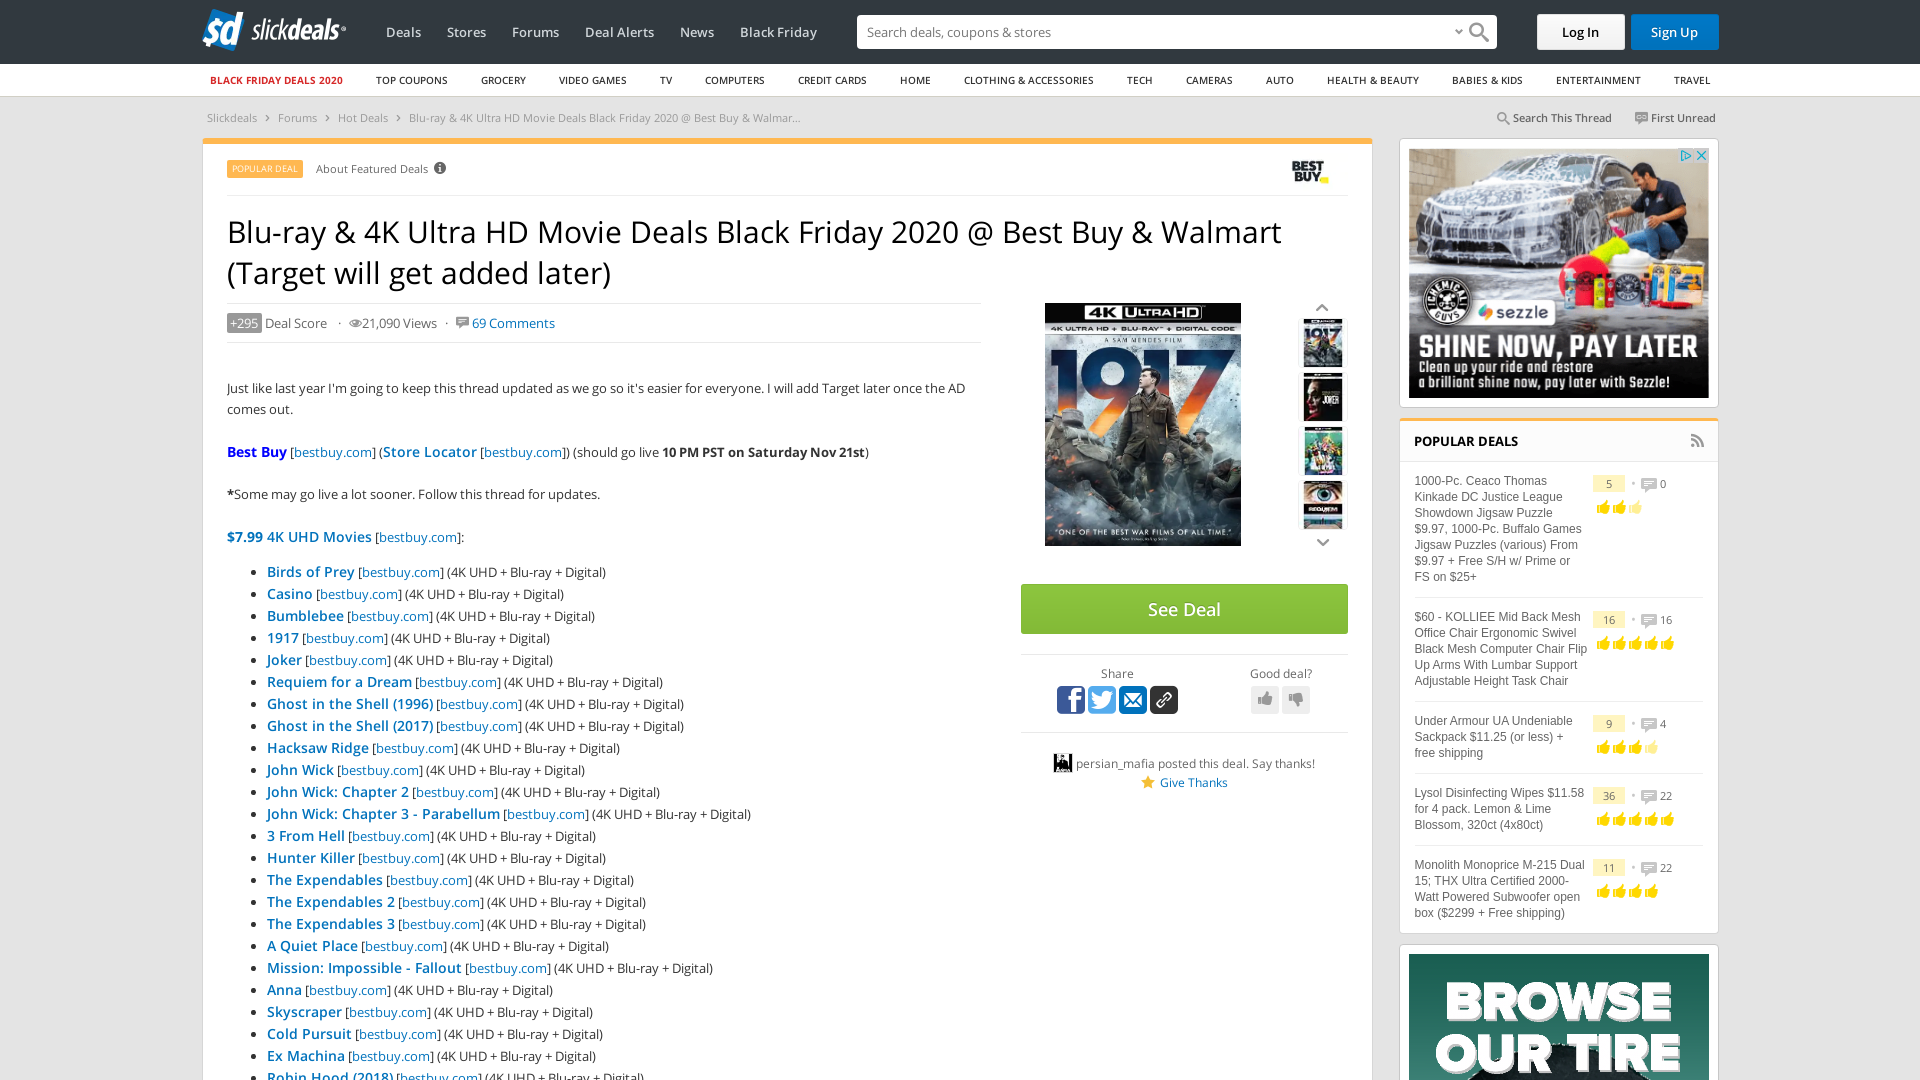 slickdeals
Deals Stores Forums Deal Alerts News Black Friday
Search deals, coupons & stores
Log In
Sign Up
BLACK FRIDAY DEALS 2020 TOP COUPONS GROCERY VIDEO GAMES TV COMPUTERS CREDIT CARDS HOME CLOTHING & ACCESSORIES TECH CAMERAS AUTO HEALTH & BEAUTY BABIES & KIDS ENTERTAINMENT TRAVEL
Slickdeals > Forums > Hot Deals > Blu-ray & 4K Ultra HD Movie Deals Black Friday 2020 @ Best Buy & Walmar...
Search This Thread First Unread
POPULAR DEAL About Featured Deals
BEST BUY
Blu-ray & 4K Ultra HD Movie Deals Black Friday 2020 @ Best Buy & Walmart
(Target will get added later)
+295 Deal Score · 21,090 Views · 69 Comments
Just like last year I'm going to keep this thread updated as we go so it's easier for everyone. I will add Target later once the AD
comes out.
Best Buy [bestbuy.com] (Store Locator [bestbuy.com]) (should go live 10 PM PST on Saturday Nov 21st)
*Some may go live a lot sooner. Follow this thread for updates.
$7.99 4K UHD Movies [bestbuy.com]:
Birds of Prey [bestbuy.com] (4K UHD + Blu-ray + Digital)
Casino [bestbuy.com] (4K UHD + Blu-ray + Digital)
Bumblebee [bestbuy.com] (4K UHD + Blu-ray + Digital)
1917 [bestbuy.com] (4K UHD + Blu-ray + Digital)
Joker [bestbuy.com] (4K UHD + Blu-ray + Digital)
Requiem for a Dream [bestbuy.com] (4K UHD + Blu-ray + Digital)
Ghost in the Shell (1996) [bestbuy.com] (4K UHD + Blu-ray + Digital)
Ghost in the Shell (2017) [bestbuy.com] (4K UHD + Blu-ray + Digital)
Hacksaw Ridge [bestbuy.com] (4K UHD + Blu-ray + Digital)
John Wick [bestbuy.com] (4K UHD + Blu-ray + Digital)
John Wick: Chapter 2 [bestbuy.com] (4K UHD + Blu-ray + Digital)
John Wick: Chapter 3 - Parabellum [bestbuy.com] (4K UHD + Blu-ray + Digital)
3 From Hell [bestbuy.com] (4K UHD + Blu-ray + Digital)
Hunter Killer [bestbuy.com] (4K UHD + Blu-ray + Digital)
The Expendables [bestbuy.com] (4K UHD + Blu-ray + Digital)
The Expendables 2 [bestbuy.com] (4K UHD + Blu-ray + Digital)
The Expendables 3 [bestbuy.com] (4K UHD + Blu-ray + Digital)
A Quiet Place [bestbuy.com] (4K UHD + Blu-ray + Digital)
Mission: Impossible - Fallout [bestbuy.com] (4K UHD + Blu-ray + Digital)
Anna [bestbuy.com] (4K UHD + Blu-ray + Digital)
Skyscraper [bestbuy.com] (4K UHD + Blu-ray + Digital)
Cold Pursuit [bestbuy.com] (4K UHD + Blu-ray + Digital)
Ex Machina [bestbuy.com] (4K UHD + Blu-ray + Digital)
Robin Hood (2018) [bestbuy.com] (4K UHD + Blu-ray + Digital)
4K ULTRA HD
4K ULTRA HD + BLU-RAY + DIGITAL CODE
A SAM MENDES FILM
1917
"ONE OF THE BEST WAR FILMS OF ALL TIME."
JOKER
REQUIEM
See Deal
Share
Good deal?
persian_mafia posted this deal. Say thanks!
Give Thanks
CHEMICAL GUYS
sezzle
SHINE NOW, PAY LATER
Clean up your ride and restore
a brilliant shine now, pay later with Sezzle!
POPULAR DEALS
1000-Pc. Ceaco Thomas
Kinkade DC Justice League
Showdown Jigsaw Puzzle
$9.97, 1000-Pc. Buffalo Games
Jigsaw Puzzles (various) From
$9.97 + Free S/H w/ Prime or
FS on $25+
5 • 0
$60 - KOLLIEE Mid Back Mesh
Office Chair Ergonomic Swivel
Black Mesh Computer Chair Flip
Up Arms With Lumbar Support
Adjustable Height Task Chair
16 • 16
Under Armour UA Undeniable
Sackpack $11.25 (or less) +
free shipping
9 • 4
Lysol Disinfecting Wipes $11.58
for 4 pack. Lemon & Lime
Blossom, 320ct (4x80ct)
36 • 22
Monolith Monoprice M-215 Dual
15; THX Ultra Certified 2000-
Watt Powered Subwoofer open
box ($2299 + Free shipping)
11 • 22
BROWSE
OUR TIRE